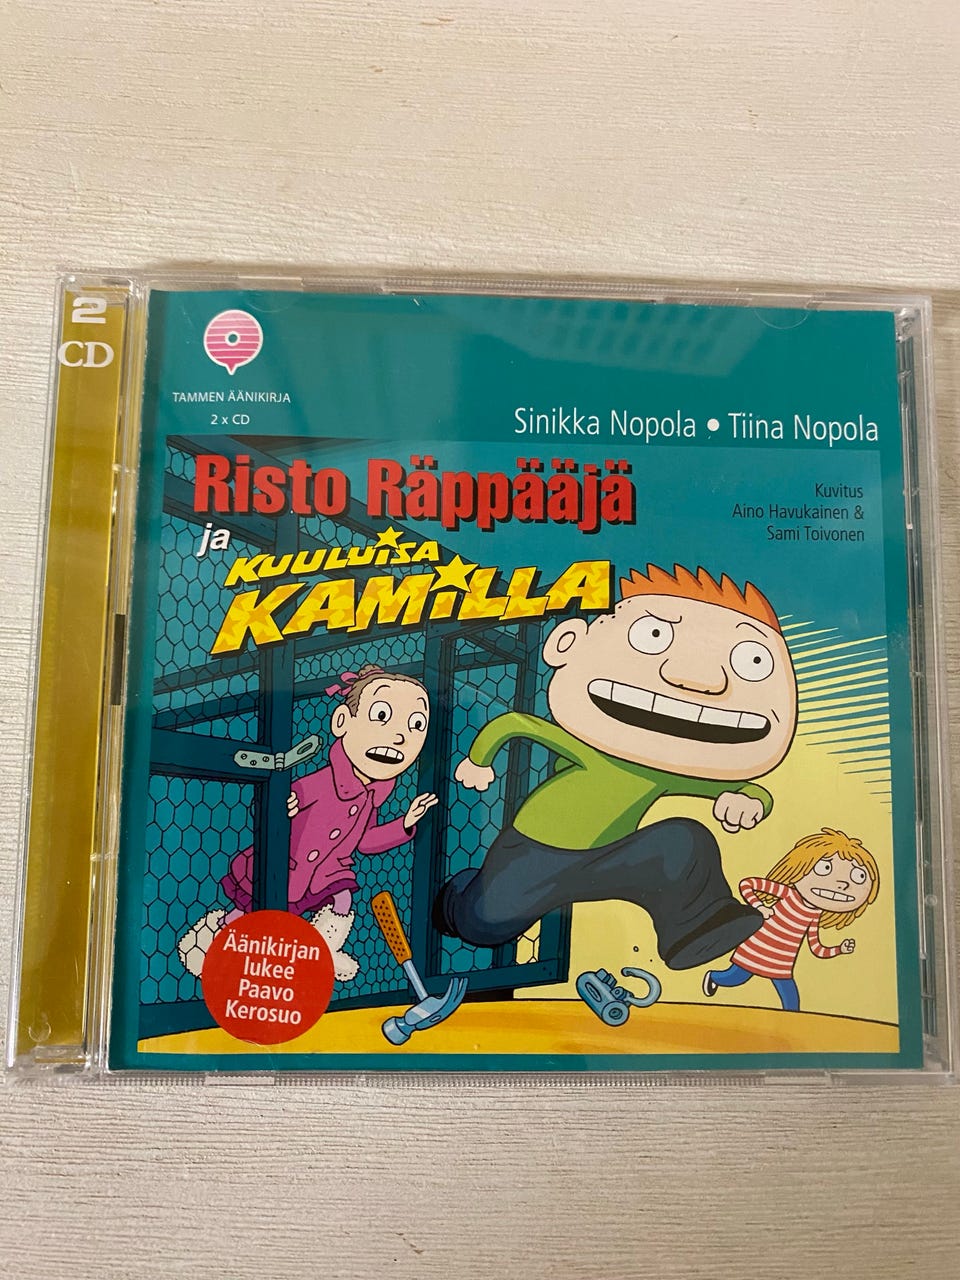 2
CD
TAMMEN ÄÄNIKIRJA
2 x CD
Sinikka Nopola • Tiina Nopola
Risto Räppääjä
ja
KUULUISA
KAMILLA
Kuvitus
Aino Havukainen &
Sami Toivonen
Äänikirjan
lukee
Paavo
Kerosuo